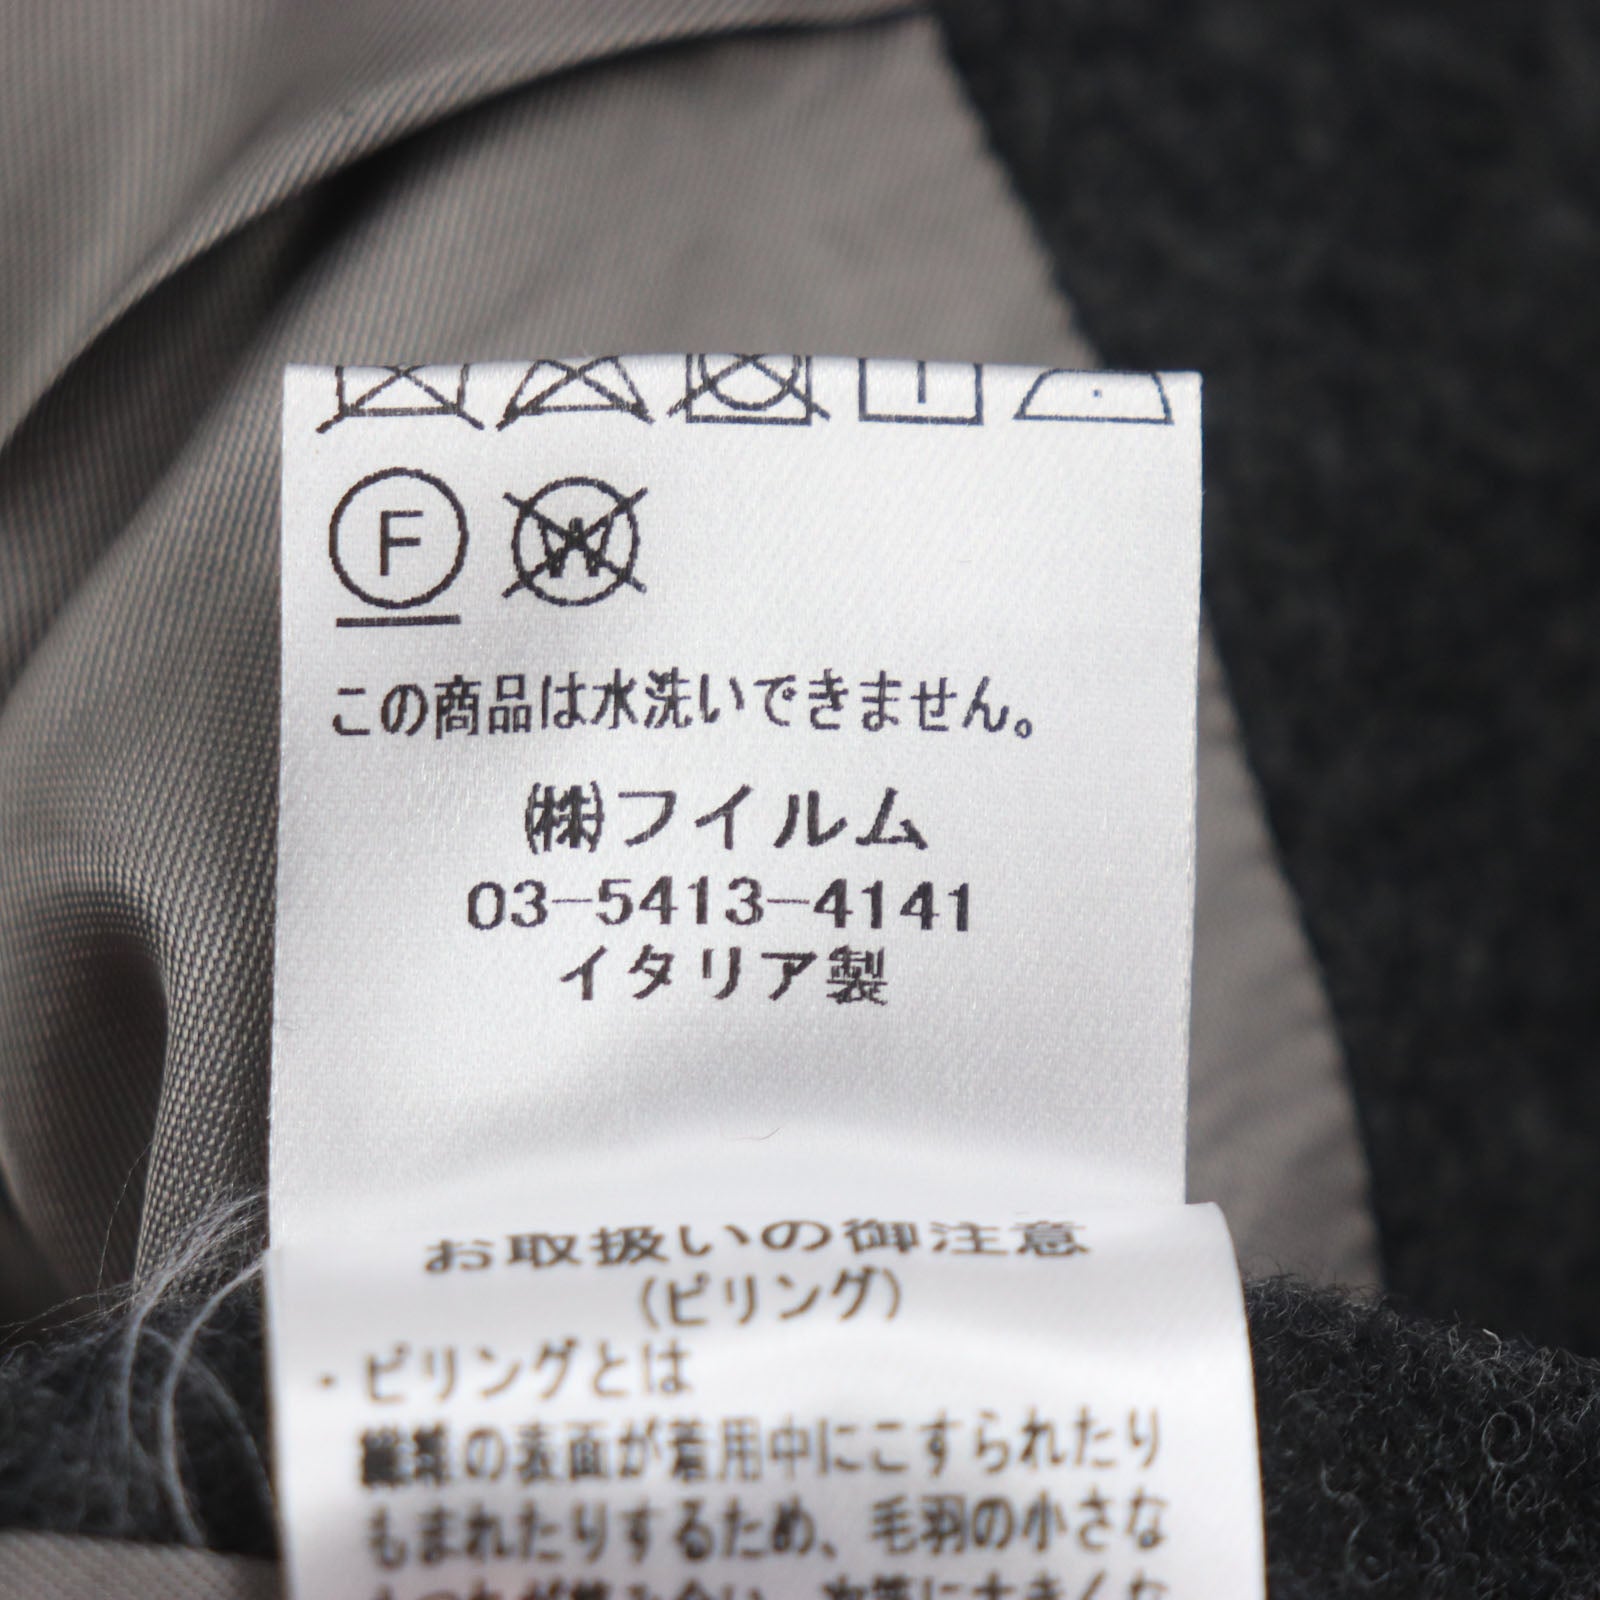 F W
この商品は水洗いできません。
㈱フイルム
03-5413-4141
イタリア製
お取扱いの御注意
(ピリング)
・ピリングとは
繊維の表面が着用中にこすられたり
もまれたりするため、毛羽の小さな